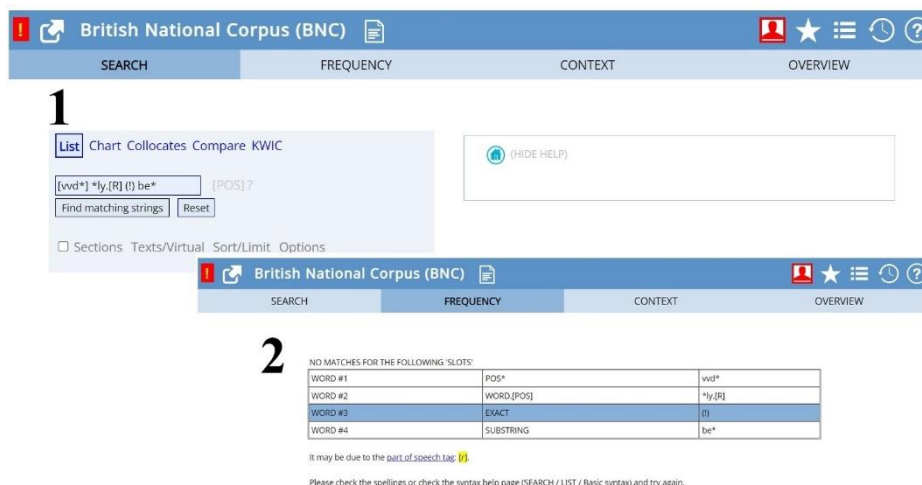 ! British National Corpus (BNC)
SEARCH FREQUENCY CONTEXT OVERVIEW
1
List Chart Collocates Compare KWIC
(HIDE HELP)
[vvd*] *ly.[R] (!) be* [POS] ?
Find matching strings Reset
Sections Texts/Virtual Sort/Limit Options
! British National Corpus (BNC)
SEARCH FREQUENCY CONTEXT OVERVIEW
2
NO MATCHES FOR THE FOLLOWING 'SLOTS'
WORD #1 POS* vvd*
WORD #2 WORD.[POS] *ly.[R]
WORD #3 EXACT (!)
WORD #4 SUBSTRING be*
It may be due to the part of speech tag: [r].
Please check the spellings or check the syntax help page (SEARCH / LIST / Basic syntax) and try again.